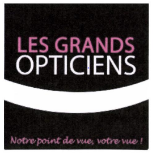 LES GRANDS
OPTICIENS
Notre point de vue, votre vue !